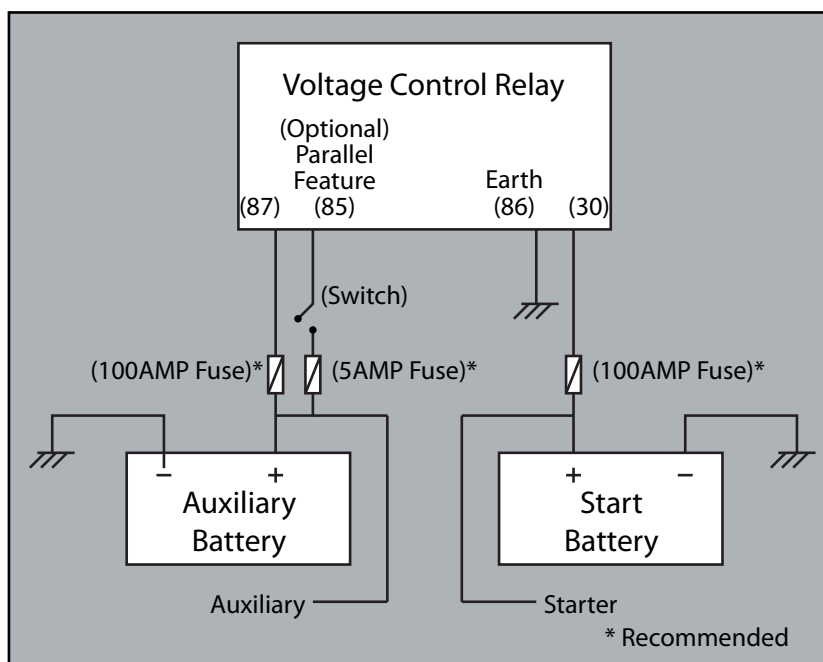 Voltage Control Relay
(Optional)
Parallel
Feature
Earth
(87) (85) (86) (30)
(Switch)
(100AMP Fuse)* (5AMP Fuse)* (100AMP Fuse)*
− + + −
Auxiliary
Battery
Start
Battery
Auxiliary
Starter
* Recommended